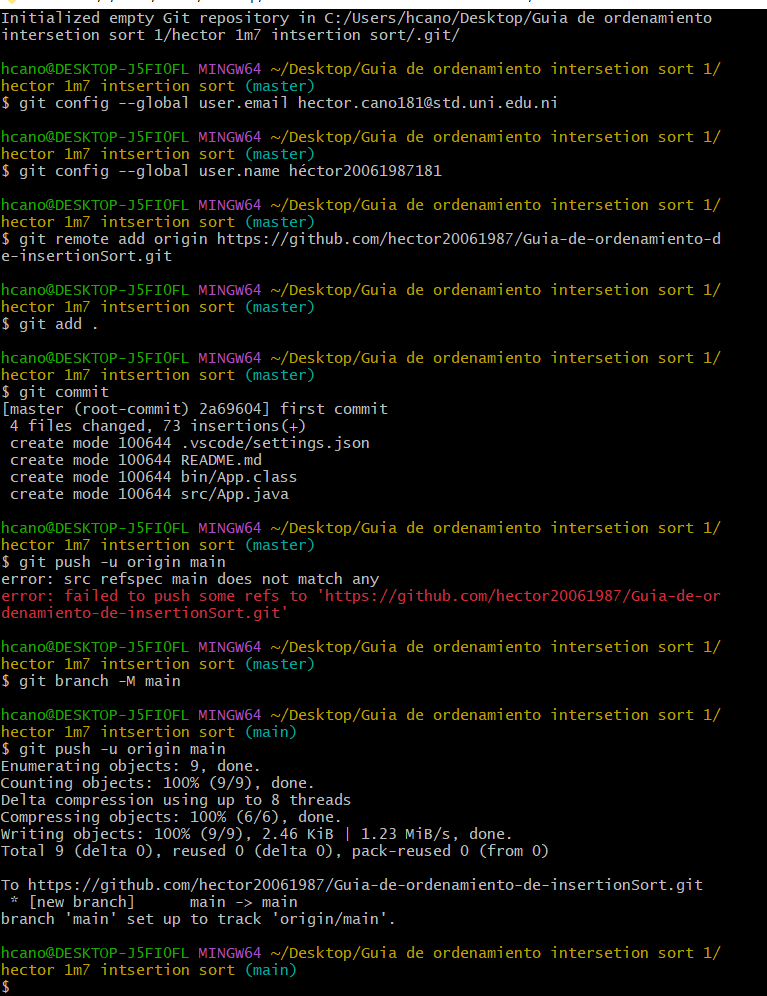 Initialized empty Git repository in C:/Users/hcano/Desktop/Guia de ordenamiento
intersetion sort 1/hector 1m7 intsertion sort/.git/
hcano@DESKTOP-J5FIOFL MINGW64 ~/Desktop/Guia de ordenamiento intersetion sort 1/
hector 1m7 intsertion sort (master)
$ git config --global user.email hector.cano181@std.uni.edu.ni
hcano@DESKTOP-J5FIOFL MINGW64 ~/Desktop/Guia de ordenamiento intersetion sort 1/
hector 1m7 intsertion sort (master)
$ git config --global user.name héctor20061987181
hcano@DESKTOP-J5FIOFL MINGW64 ~/Desktop/Guia de ordenamiento intersetion sort 1/
hector 1m7 intsertion sort (master)
$ git remote add origin https://github.com/hector20061987/Guia-de-ordenamiento-d
e-insertionSort.git
hcano@DESKTOP-J5FIOFL MINGW64 ~/Desktop/Guia de ordenamiento intersetion sort 1/
hector 1m7 intsertion sort (master)
$ git add .
hcano@DESKTOP-J5FIOFL MINGW64 ~/Desktop/Guia de ordenamiento intersetion sort 1/
hector 1m7 intsertion sort (master)
$ git commit
[master (root-commit) 2a69604] first commit
 4 files changed, 73 insertions(+)
 create mode 100644 .vscode/settings.json
 create mode 100644 README.md
 create mode 100644 bin/App.class
 create mode 100644 src/App.java
hcano@DESKTOP-J5FIOFL MINGW64 ~/Desktop/Guia de ordenamiento intersetion sort 1/
hector 1m7 intsertion sort (master)
$ git push -u origin main
error: src refspec main does not match any
error: failed to push some refs to 'https://github.com/hector20061987/Guia-de-or
denamiento-de-insertionSort.git'
hcano@DESKTOP-J5FIOFL MINGW64 ~/Desktop/Guia de ordenamiento intersetion sort 1/
hector 1m7 intsertion sort (master)
$ git branch -M main
hcano@DESKTOP-J5FIOFL MINGW64 ~/Desktop/Guia de ordenamiento intersetion sort 1/
hector 1m7 intsertion sort (main)
$ git push -u origin main
Enumerating objects: 9, done.
Counting objects: 100% (9/9), done.
Delta compression using up to 8 threads
Compressing objects: 100% (6/6), done.
Writing objects: 100% (9/9), 2.46 KiB | 1.23 MiB/s, done.
Total 9 (delta 0), reused 0 (delta 0), pack-reused 0 (from 0)
To https://github.com/hector20061987/Guia-de-ordenamiento-de-insertionSort.git
 * [new branch]      main -> main
branch 'main' set up to track 'origin/main'.
hcano@DESKTOP-J5FIOFL MINGW64 ~/Desktop/Guia de ordenamiento intersetion sort 1/
hector 1m7 intsertion sort (main)
$